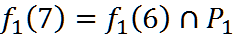 f₁(7) = f₁(6) ∩ P₁